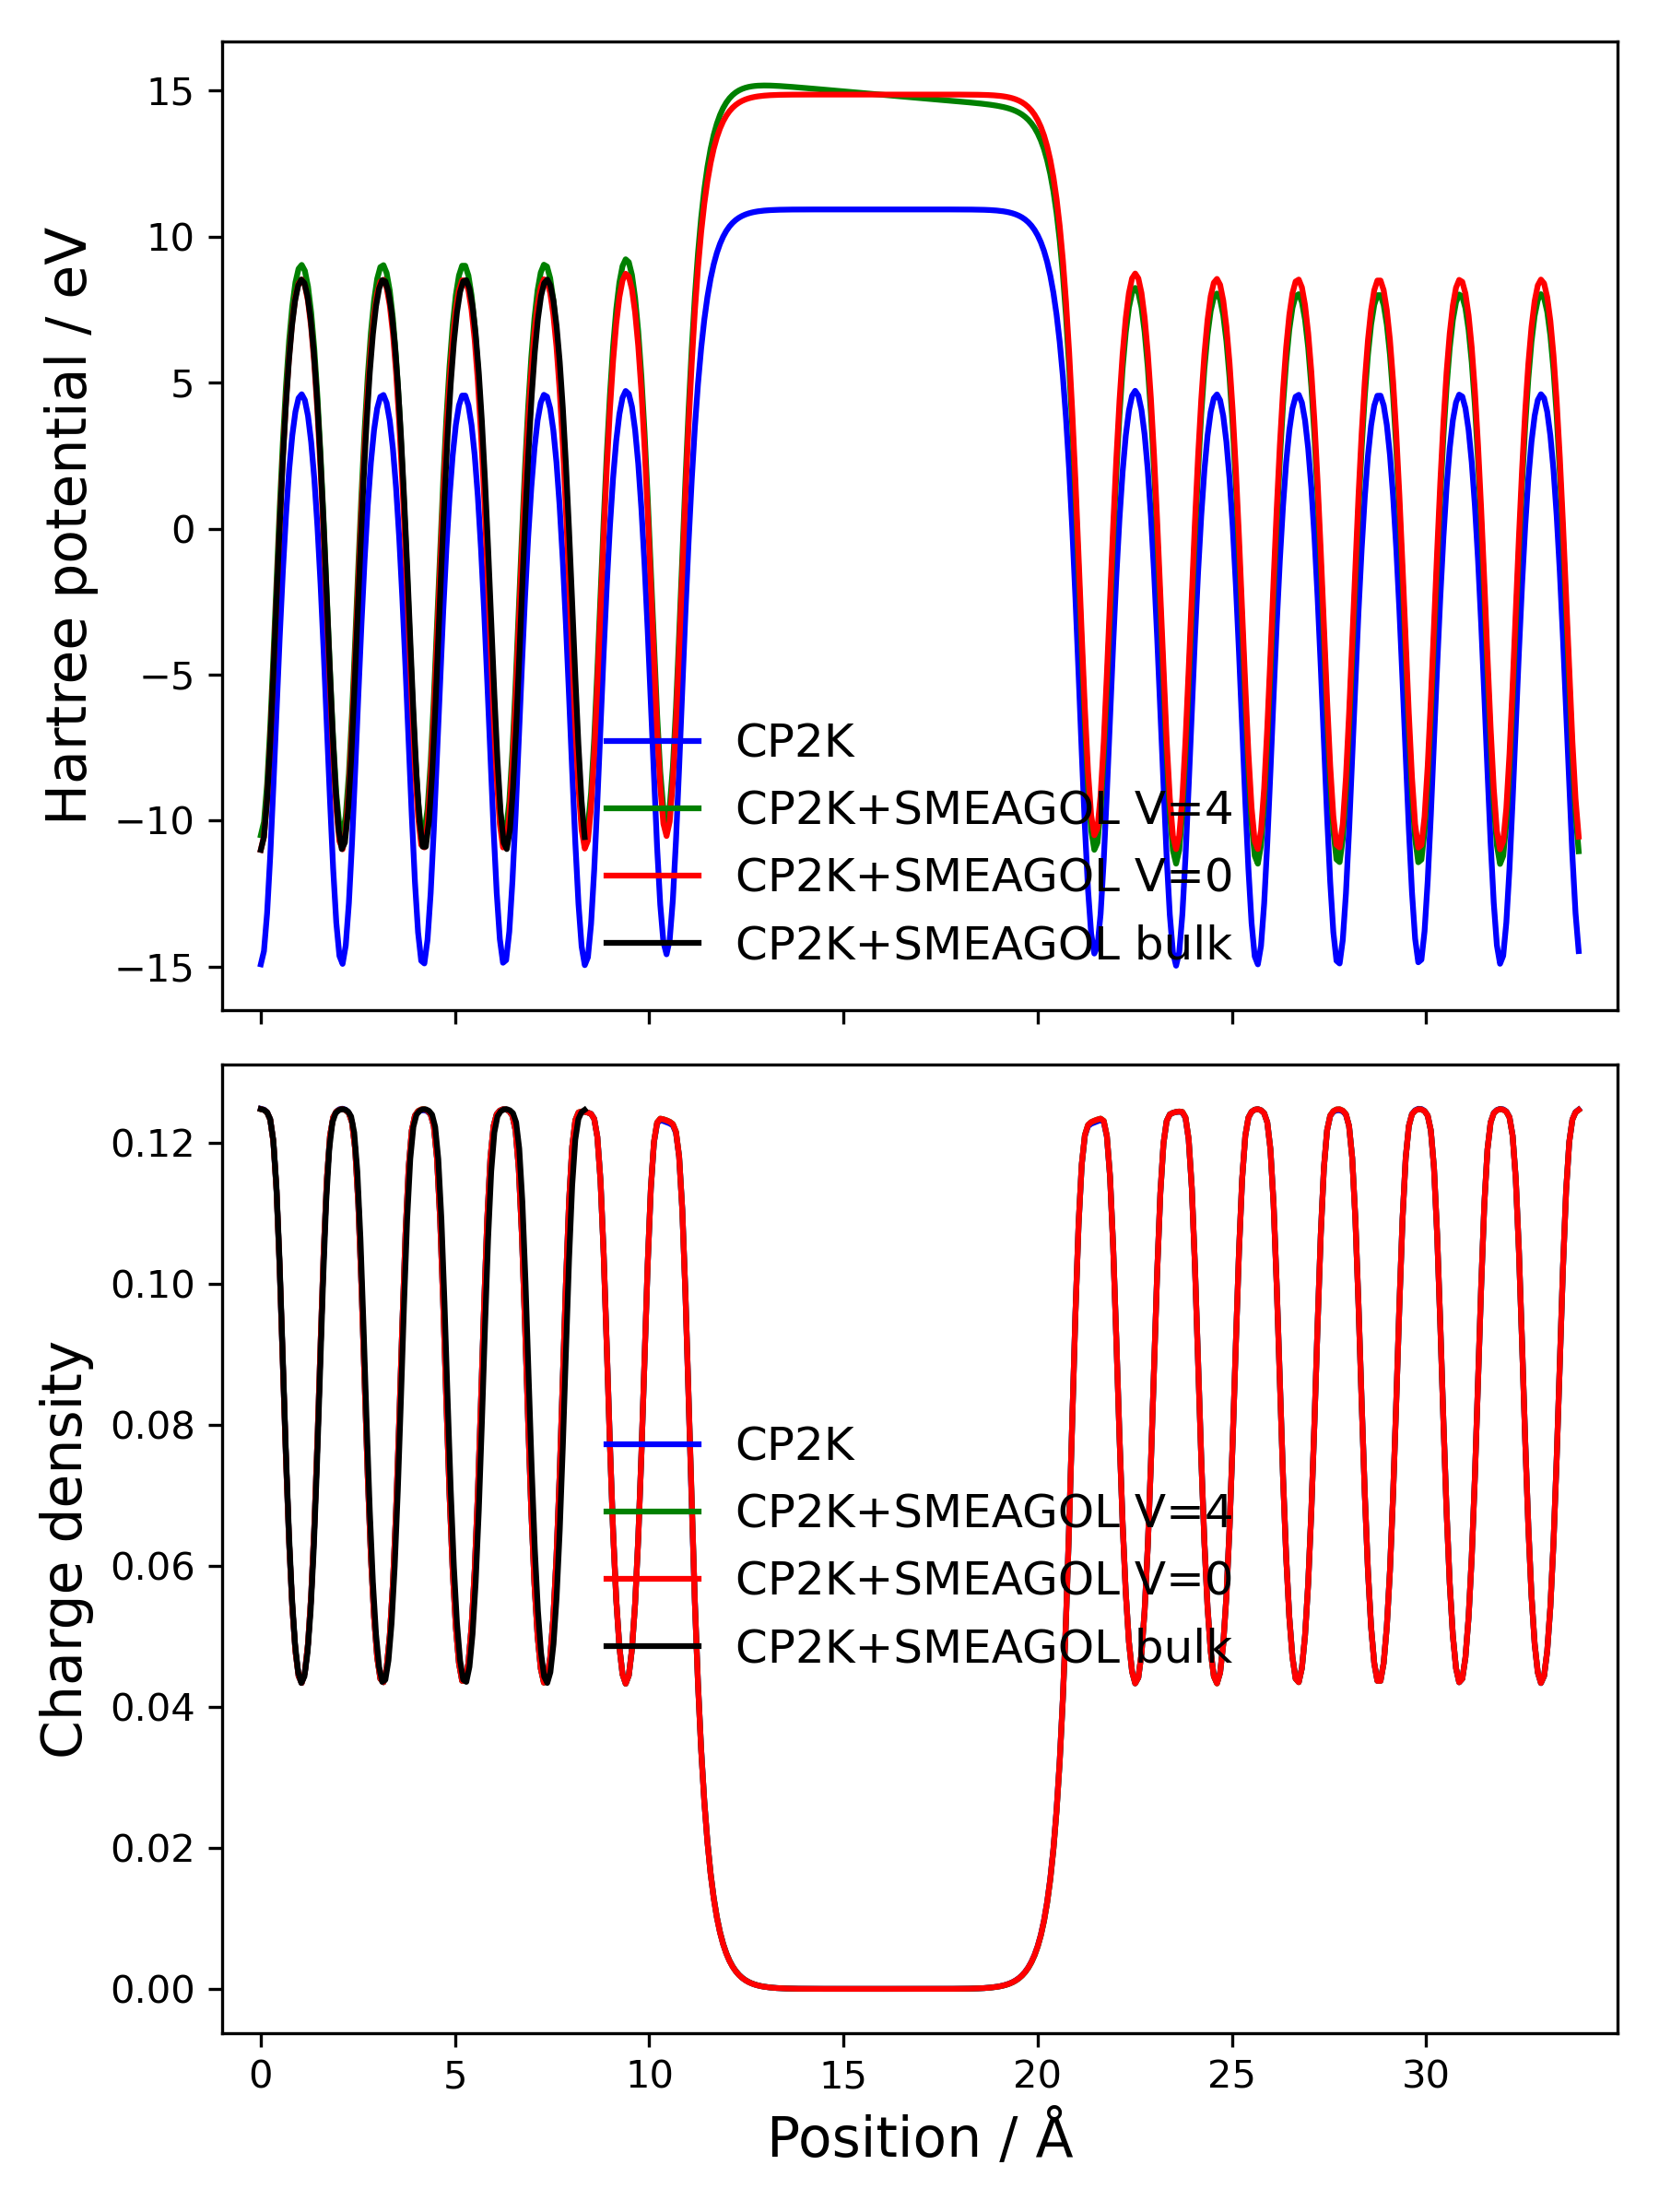 15
10
5
0
−5
−10
−15
Hartree potential / eV
CP2K
CP2K+SMEAGOL V=4
CP2K+SMEAGOL V=0
CP2K+SMEAGOL bulk
0.12
0.10
0.08
0.06
0.04
0.02
0.00
Charge density
CP2K
CP2K+SMEAGOL V=4
CP2K+SMEAGOL V=0
CP2K+SMEAGOL bulk
0 5 10 15 20 25 30
Position / Å